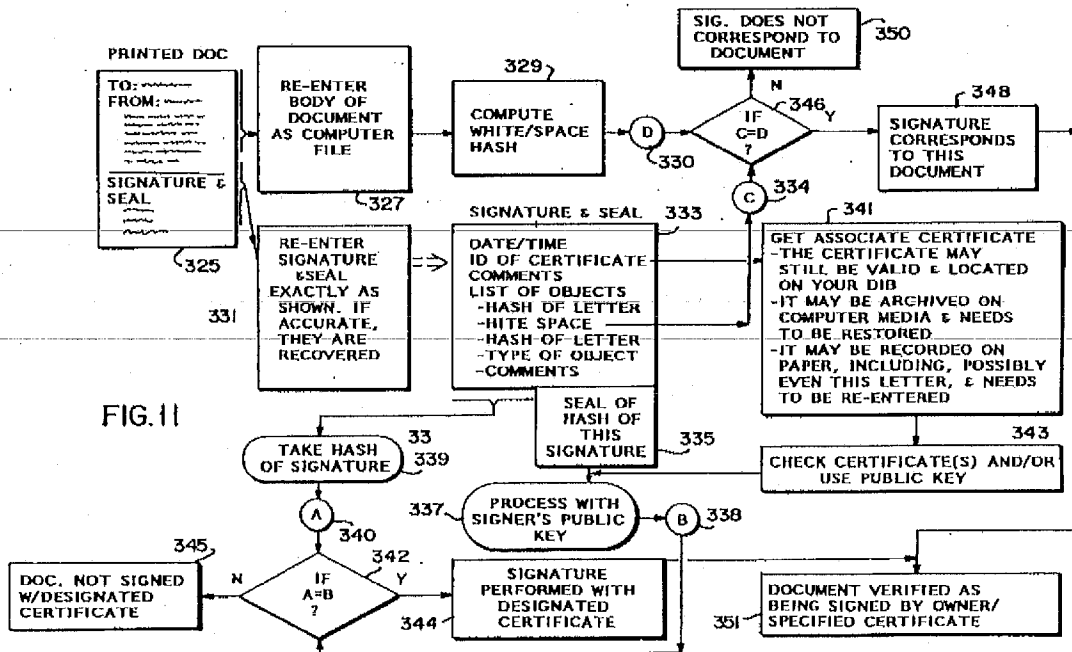 SIG. DOES NOT
CORRESPOND TO
DOCUMENT
350
PRINTED DOC
TO:
FROM:
SIGNATURE &
SEAL
325
RE-ENTER
BODY OF
DOCUMENT
AS COMPUTER
FILE
327
329
COMPUTE
WHITE/SPACE
HASH
D
330
N
346
IF
C=D
?
Y
348
SIGNATURE
CORRESPONDS
TO THIS
DOCUMENT
C
334
331
RE-ENTER
SIGNATURE
&SEAL
EXACTLY AS
SHOWN. IF
ACCURATE,
THEY ARE
RECOVERED
SIGNATURE & SEAL
333
DATE/TIME
ID OF CERTIFICATE
COMMENTS
LIST OF OBJECTS
-HASH OF LETTER
-HITE SPACE
-HASH OF LETTER
-TYPE OF OBJECT
-COMMENTS
341
GET ASSOCIATE CERTIFICATE
-THE CERTIFICATE MAY
STILL BE VALID & LOCATED
ON YOUR DIB
-IT MAY BE ARCHIVED ON
COMPUTER MEDIA & NEEDS
TO BE RESTORED
-IT MAY BE RECORDED ON
PAPER, INCLUDING, POSSIBLY
EVEN THIS LETTER, & NEEDS
TO BE RE-ENTERED
FIG.11
SEAL OF
HASH OF
THIS
SIGNATURE
335
TAKE HASH
OF SIGNATURE
33
339
343
CHECK CERTIFICATE(S) AND/OR
USE PUBLIC KEY
337
PROCESS WITH
SIGNER'S PUBLIC
KEY
B
338
A
340
345
DOC. NOT SIGNED
W/DESIGNATED
CERTIFICATE
N
342
IF
A=B
?
Y
344
SIGNATURE
PERFORMED WITH
DESIGNATED
CERTIFICATE
351
DOCUMENT VERIFIED AS
BEING SIGNED BY OWNER/
SPECIFIED CERTIFICATE